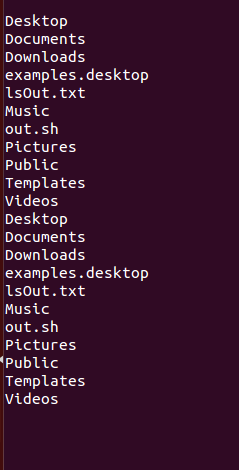 Desktop
Documents
Downloads
examples.desktop
lsOut.txt
Music
out.sh
Pictures
Public
Templates
Videos
Desktop
Documents
Downloads
examples.desktop
lsOut.txt
Music
out.sh
Pictures
Public
Templates
Videos